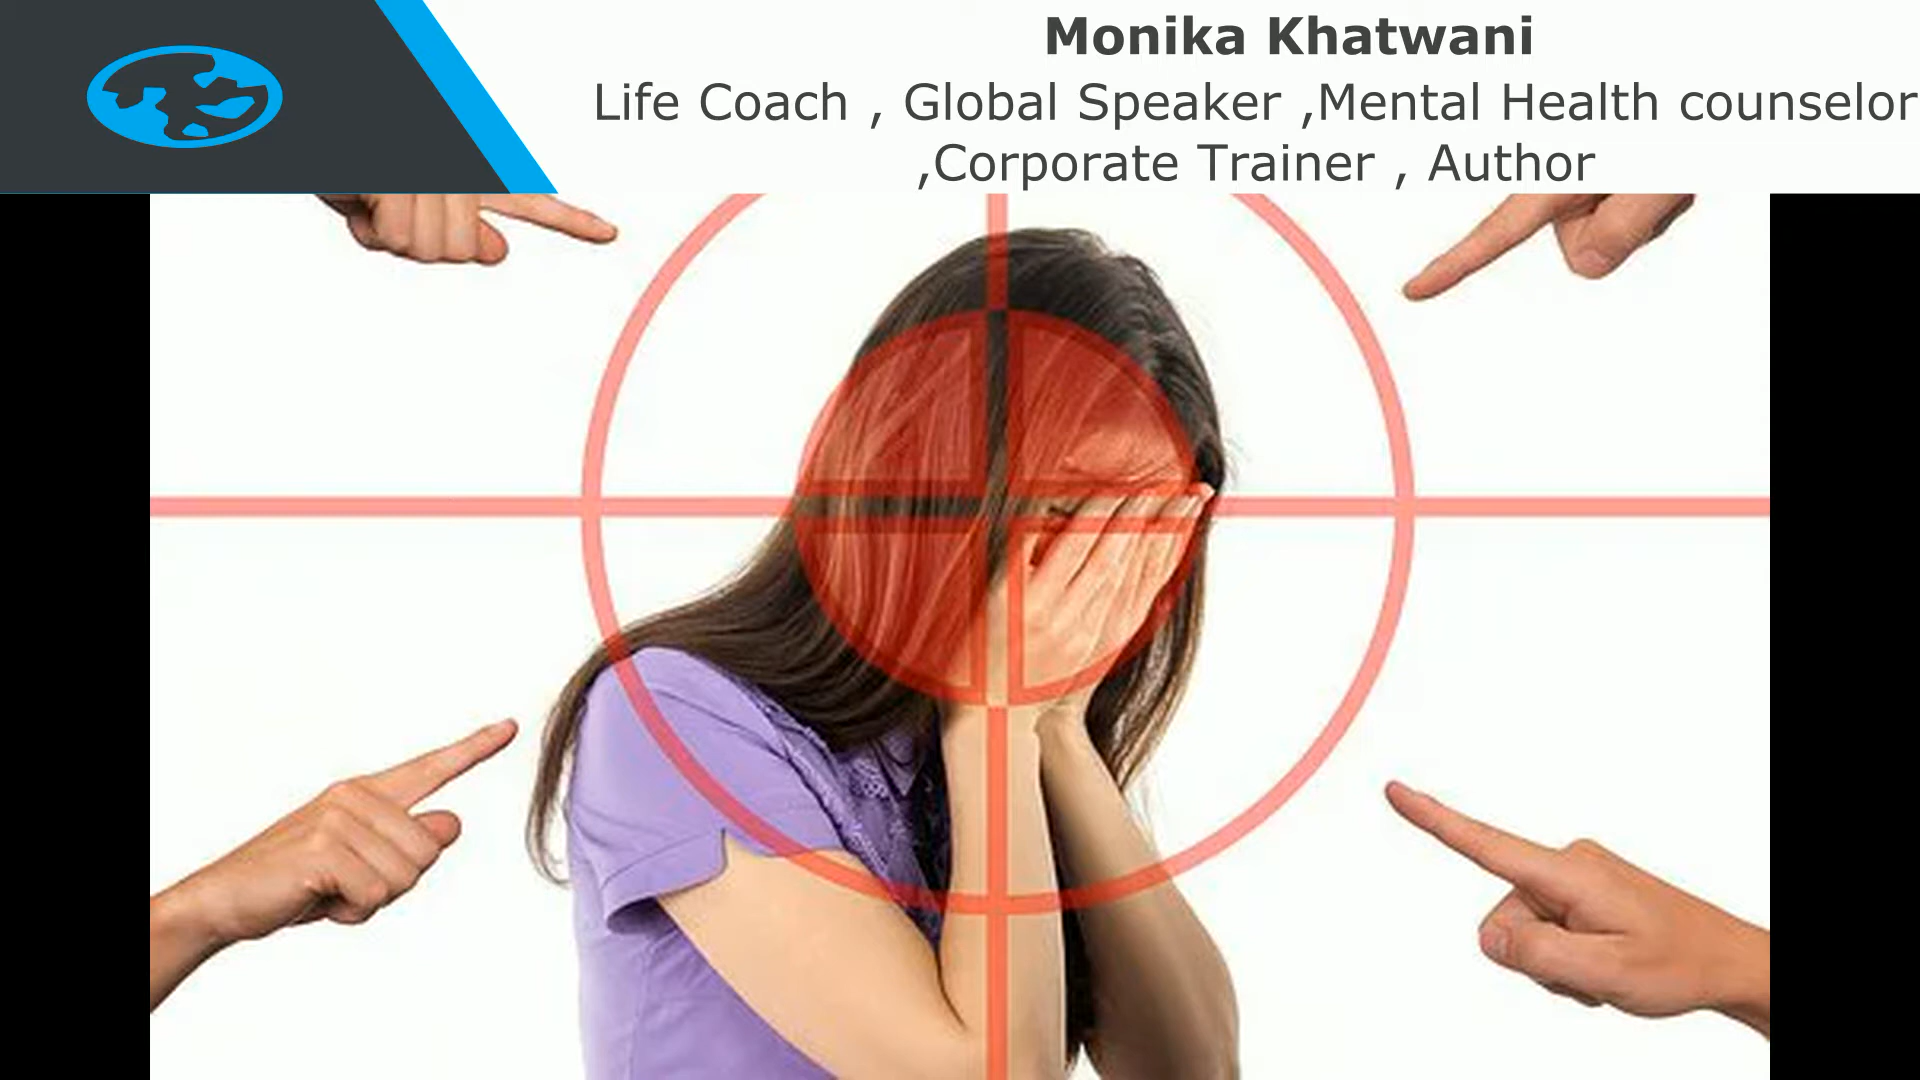 Monika Khatwani
Life Coach , Global Speaker ,Mental Health counselor
,Corporate Trainer , Author